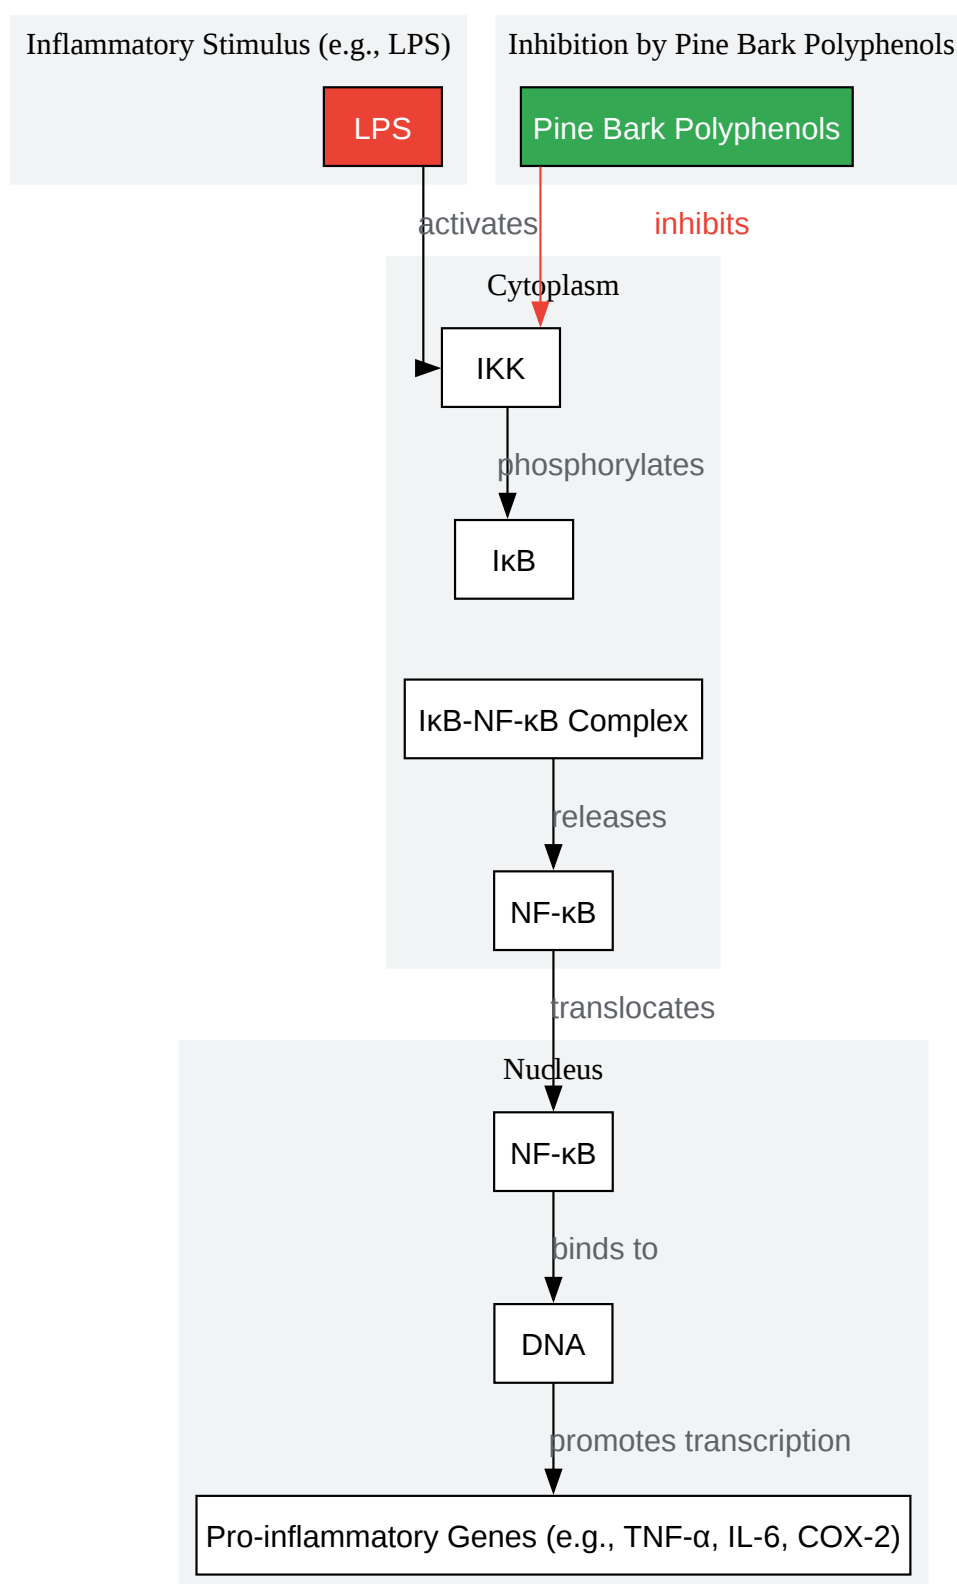 Inflammatory Stimulus (e.g., LPS)
Inhibition by Pine Bark Polyphenols
LPS
Pine Bark Polyphenols
activates
inhibits
Cytoplasm
IKK
phosphorylates
IκB
IκB-NF-κB Complex
releases
NF-κB
translocates
Nucleus
NF-κB
binds to
DNA
promotes transcription
Pro-inflammatory Genes (e.g., TNF-α, IL-6, COX-2)